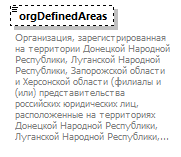 orgDefinedAreas
Организация, зарегистрированная
на территории Донецкой Народной
Республики, Луганской Народной
Республики, Запорожской области
и Херсонской области (филиалы и
(или) представительства
российских юридических лиц,
расположенные на территориях
Донецкой Народной Республики,
Луганской Народной Республики,...